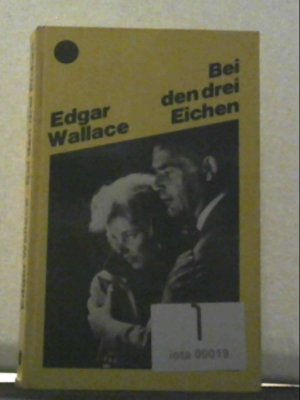 Edgar
Wallace
Bei
den drei
Eichen
1
iota 00019